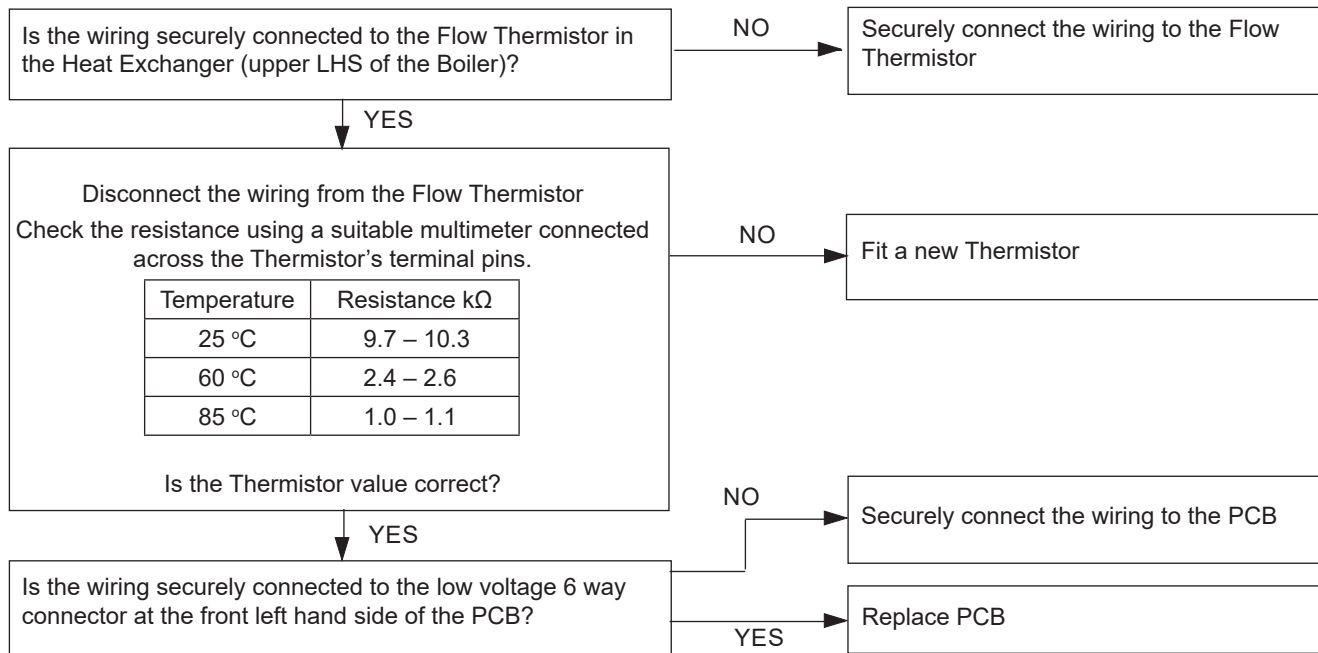 Is the wiring securely connected to the Flow Thermistor in
the Heat Exchanger (upper LHS of the Boiler)?
NO
Securely connect the wiring to the Flow
Thermistor
YES
Disconnect the wiring from the Flow Thermistor
Check the resistance using a suitable multimeter connected
across the Thermistor’s terminal pins.
Temperature Resistance kΩ
25 ºC 9.7 – 10.3
60 ºC 2.4 – 2.6
85 ºC 1.0 – 1.1
Is the Thermistor value correct?
NO
Fit a new Thermistor
YES
Is the wiring securely connected to the low voltage 6 way
connector at the front left hand side of the PCB?
NO
Securely connect the wiring to the PCB
YES
Replace PCB